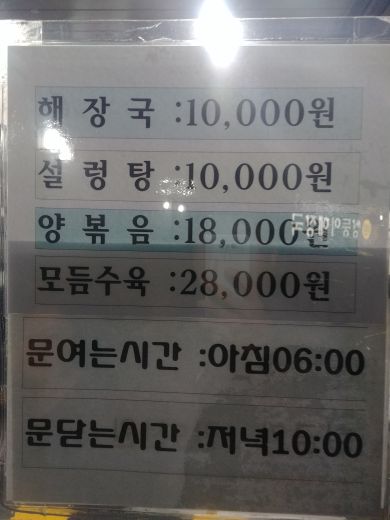 해장국 :10,000원
설렁탕 :10,000원
양볶음 :18,000원
모듬수육 :28,000원
문여는시간 :아침06:00
문닫는시간 :저녁10:00